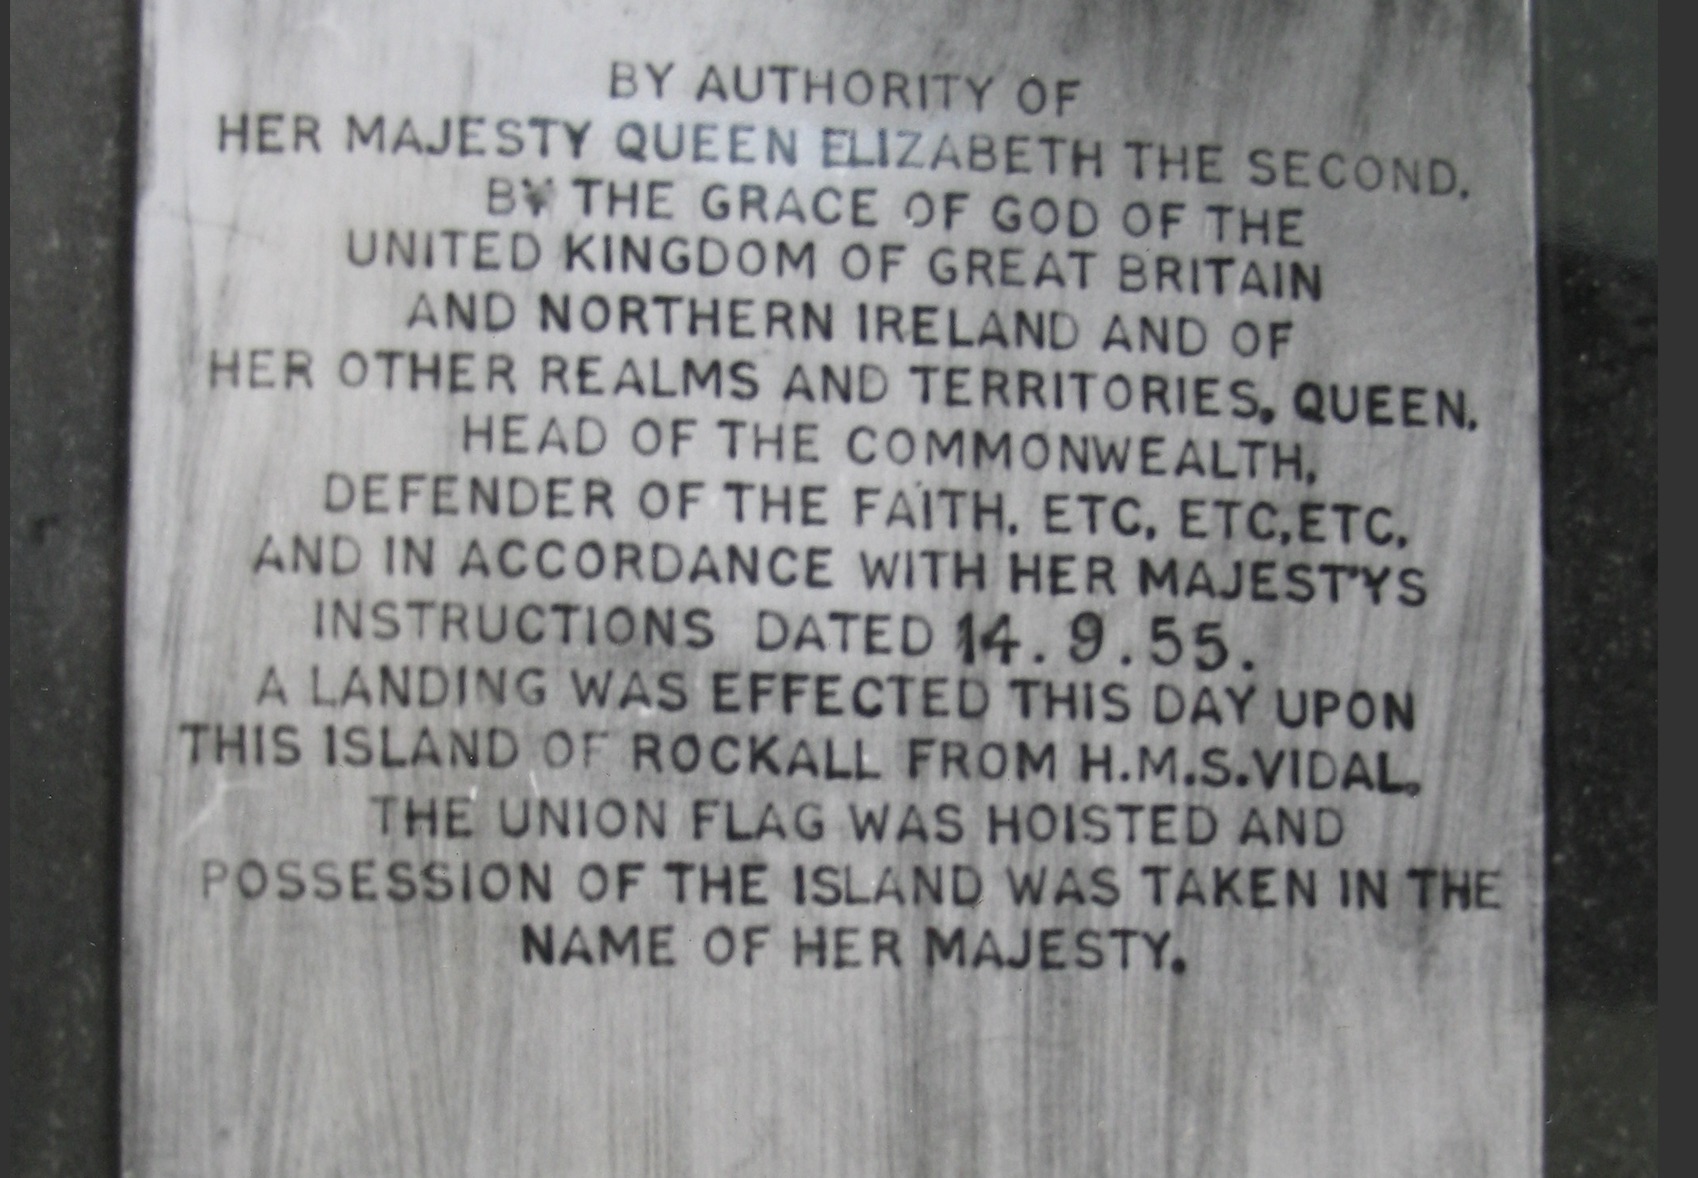 BY AUTHORITY OF
HER MAJESTY QUEEN ELIZABETH THE SECOND,
BY THE GRACE OF GOD OF THE
UNITED KINGDOM OF GREAT BRITAIN
AND NORTHERN IRELAND AND OF
HER OTHER REALMS AND TERRITORIES, QUEEN,
HEAD OF THE COMMONWEALTH,
DEFENDER OF THE FAITH, ETC, ETC,ETC,
AND IN ACCORDANCE WITH HER MAJEST'YS
INSTRUCTIONS DATED 14.9.55.
A LANDING WAS EFFECTED THIS DAY UPON
THIS ISLAND OF ROCKALL FROM H.M.S.VIDAL.
THE UNION FLAG WAS HOISTED AND
POSSESSION OF THE ISLAND WAS TAKEN IN THE
NAME OF HER MAJESTY.